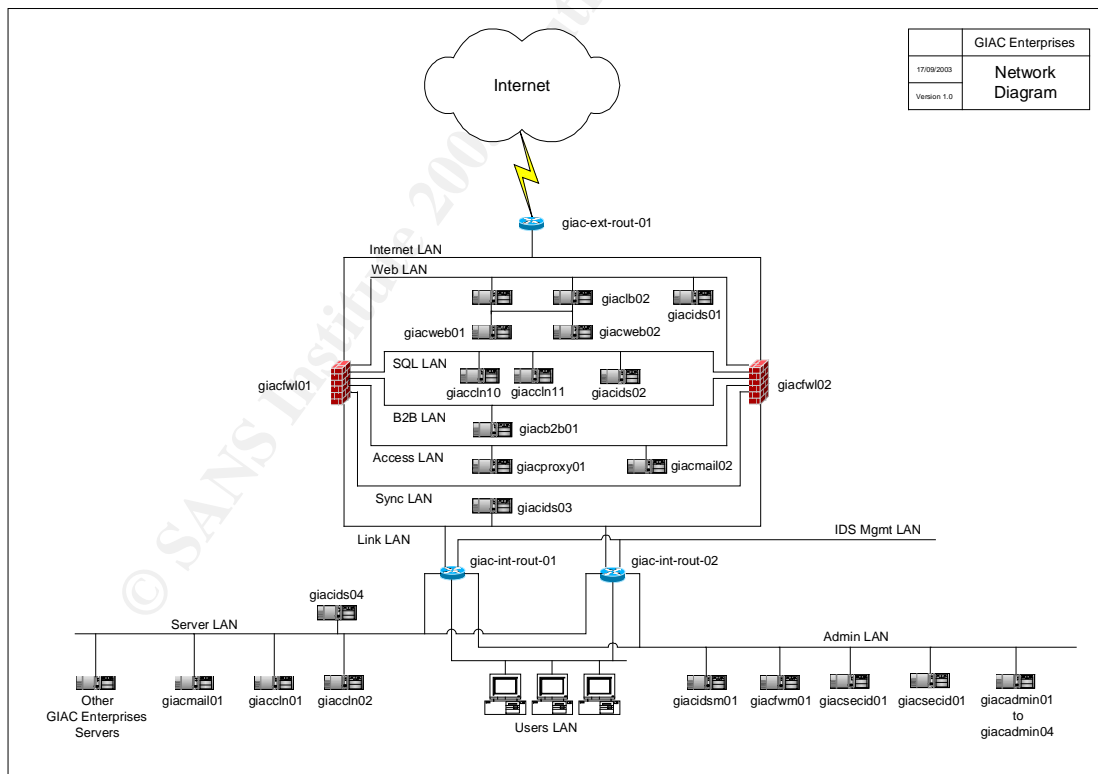 GIAC Enterprises
17/09/2003
Network
Diagram
Version 1.0
Internet
giac-ext-rout-01
Internet LAN
Web LAN
giaclb02
giacids01
giacweb01
giacweb02
SQL LAN
giacfwl01
giacfwl02
giaccln10
giaccln11
giacids02
B2B LAN
giacb2b01
Access LAN
giacproxy01
giacmail02
Sync LAN
giacids03
IDS Mgmt LAN
Link LAN
giac-int-rout-01
giac-int-rout-02
giacids04
Server LAN
Admin LAN
Other
GIAC Enterprises
Servers
giacmail01
giaccln01
giaccln02
Users LAN
giacidsm01
giacfwm01
giacsecid01
giacsecid01
giacadmin01
to
giacadmin04
© SANS Institute 200